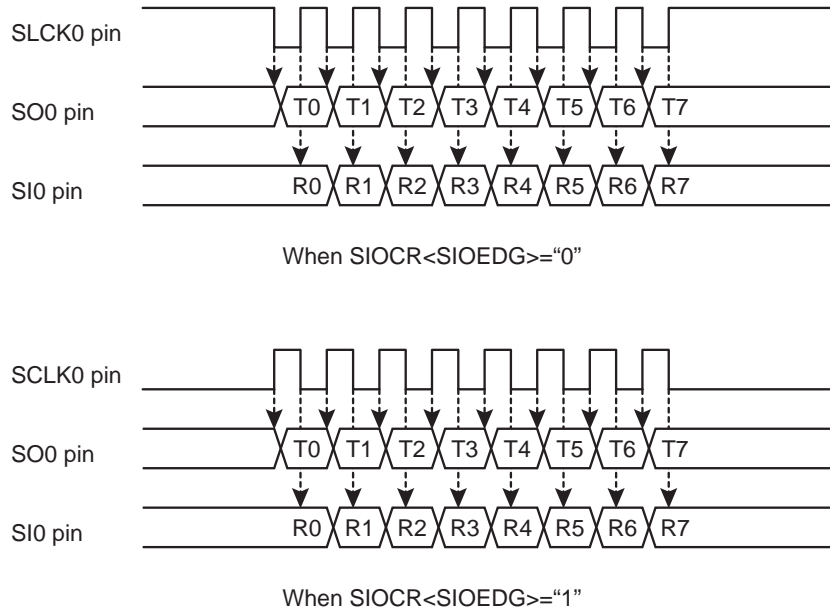 SLCK0 pin
SO0 pin T0 T1 T2 T3 T4 T5 T6 T7
SI0 pin R0 R1 R2 R3 R4 R5 R6 R7
When SIOCR<SIOEDG>=“0”
SCLK0 pin
SO0 pin T0 T1 T2 T3 T4 T5 T6 T7
SI0 pin R0 R1 R2 R3 R4 R5 R6 R7
When SIOCR<SIOEDG>=“1”